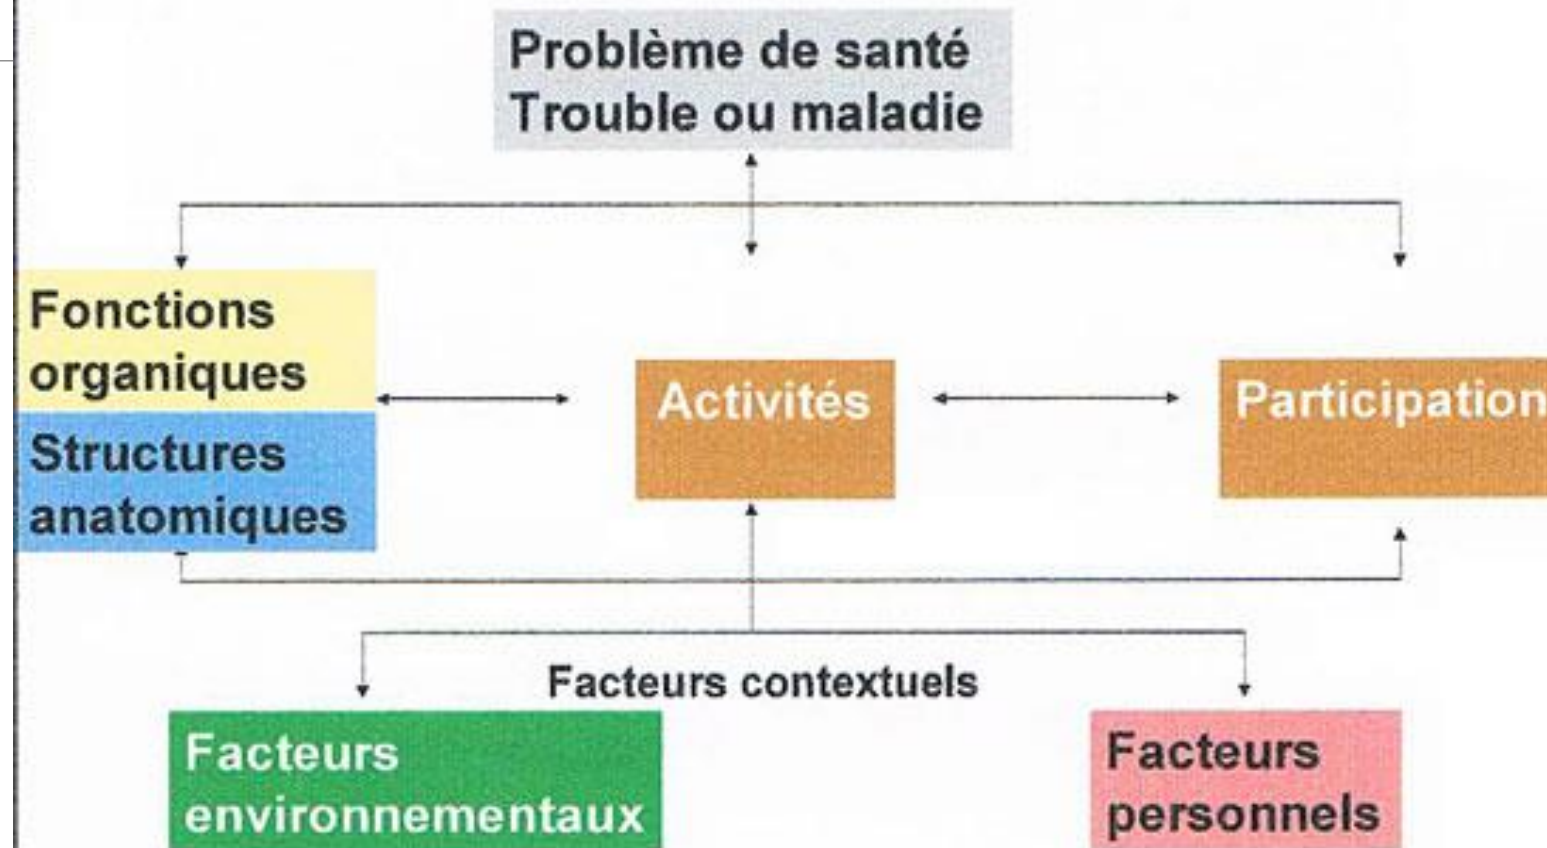 Problème de santé
Trouble ou maladie
Fonctions
organiques
Structures
anatomiques
Activités
Participation
Facteurs contextuels
Facteurs
environnementaux
Facteurs
personnels